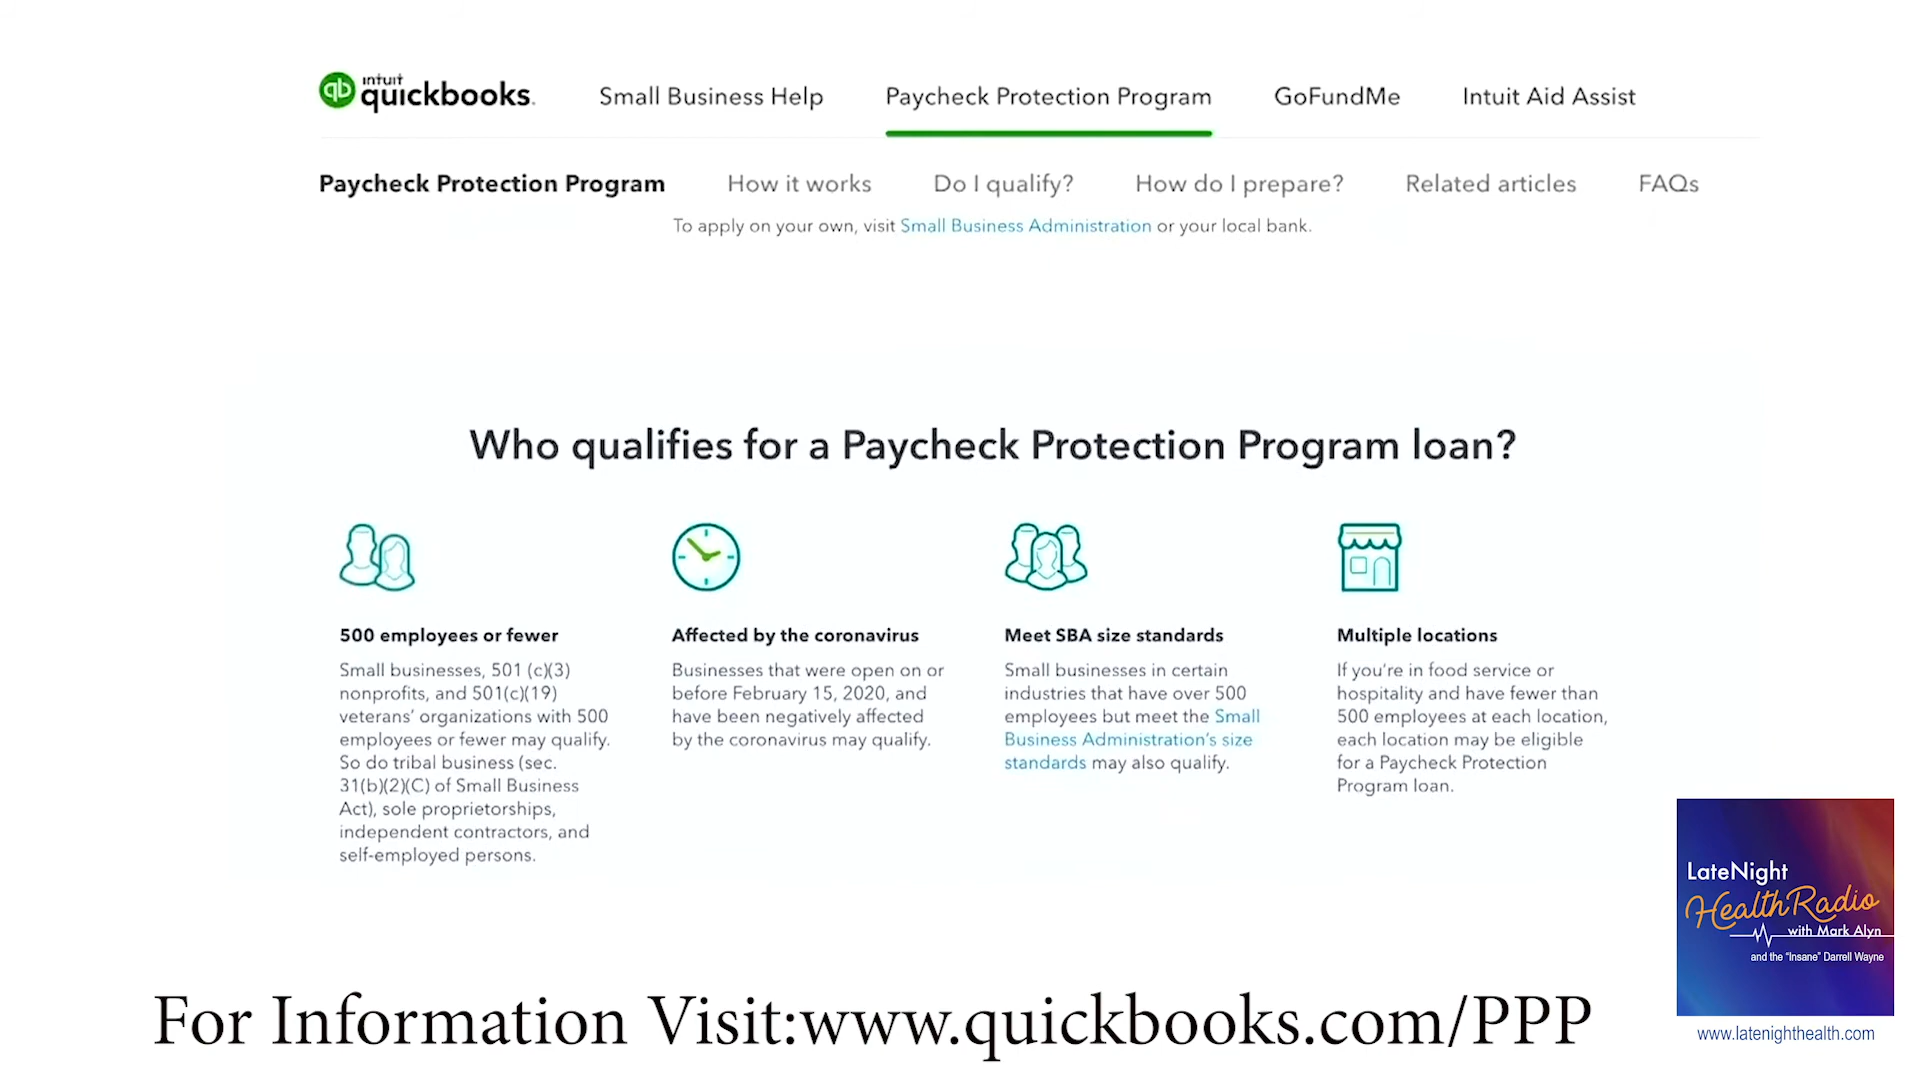 intuit
quickbooks.
Small Business Help
Paycheck Protection Program
GoFundMe
Intuit Aid Assist
Paycheck Protection Program
How it works
Do I qualify?
How do I prepare?
Related articles
FAQs
To apply on your own, visit Small Business Administration or your local bank.
Who qualifies for a Paycheck Protection Program loan?
500 employees or fewer
Small businesses, 501 (c)(3)
nonprofits, and 501(c)(19)
veterans' organizations with 500
employees or fewer may qualify.
So do tribal business (sec.
31(b)(2)(C) of Small Business
Act), sole proprietorships,
independent contractors, and
self-employed persons.
Affected by the coronavirus
Businesses that were open on or
before February 15, 2020, and
have been negatively affected
by the coronavirus may qualify.
Meet SBA size standards
Small businesses in certain
industries that have over 500
employees but meet the Small
Business Administration's size
standards may also qualify.
Multiple locations
If you're in food service or
hospitality and have fewer than
500 employees at each location,
each location may be eligible
for a Paycheck Protection
Program loan.
LateNight
HealthRadio
with Mark Alyn
and the "Insane" Darrell Wayne
www.latenighthealth.com
For Information Visit:www.quickbooks.com/PPP